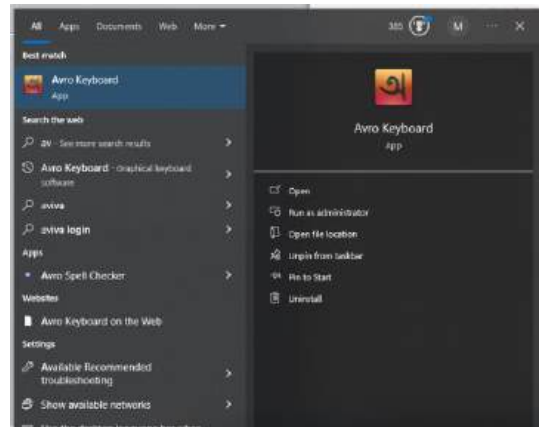 All Apps Documents Web More 385 M
Best match
Avro Keyboard
App
Search the web
av - See more search results
Avro Keyboard - Graphical keyboard
software
aviva
aviva login
Apps
Avro Spell Checker
Websites
Avro Keyboard on the Web
Settings
Available Recommended
troubleshooting
Show available networks
অ
Avro Keyboard
App
Open
Run as administrator
Open file location
Unpin from taskbar
Pin to Start
Uninstall